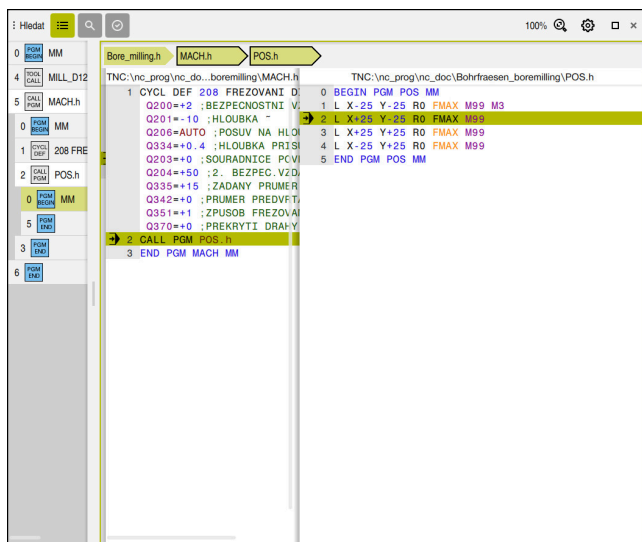 Hledat
100%
0 PGM BEGIN MM
4 TOOL CALL MILL_D12
5 CALL PGM MACH.h
0 PGM BEGIN MM
1 CYCL DEF 208 FRE
2 CALL PGM POS.h
0 PGM BEGIN MM
5 PGM END
3 PGM END
6 PGM END
Bore_milling.h MACH.h POS.h
TNC:\nc_prog\nc_do...boremilling\MACH.h
1 CYCL DEF 208 FREZOVANI
Q200=+2 ;BEZPECNOSTNI
Q201=-10 ;HLOUBKA ~
Q206=AUTO ;POSUV NA
Q334=+0.4 ;HLOUBKA
Q203=+0 ;SOURADNICE
Q204=+50 ;2. BEZPEC.
Q335=+15 ;ZADANY PRUMER
Q342=+0 ;PRUMER
Q351=+1 ;ZPUSOB
Q370=+0 ;PREKRYTI DRAHY
2 CALL PGM POS.h
3 END PGM MACH MM
TNC:\nc_prog\nc_doc\Bohrfraesen_boremilling\POS.h
0 BEGIN PGM POS MM
1 L X-25 Y-25 R0 FMAX M99 M3
2 L X+25 Y-25 R0 FMAX M99
3 L X+25 Y+25 R0 FMAX M99
4 L X-25 Y+25 R0 FMAX M99
5 END PGM POS MM